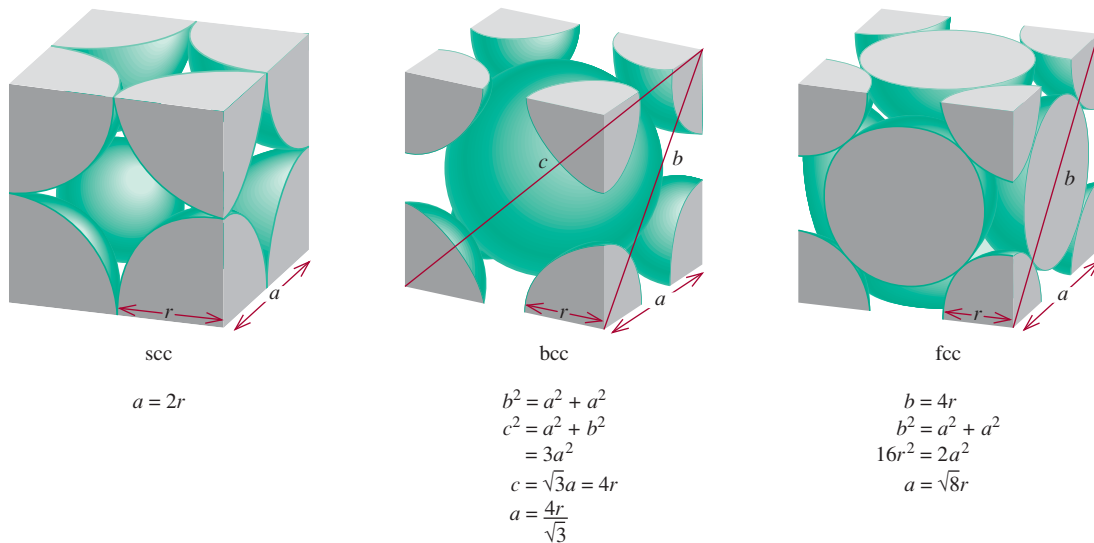 r
a
scc
a = 2r
c
b
r
a
bcc
b² = a² + a²
c² = a² + b²
= 3a²
c = √3a = 4r
a = 4r/√3
b
r
a
fcc
b = 4r
b² = a² + a²
16r² = 2a²
a = √8r